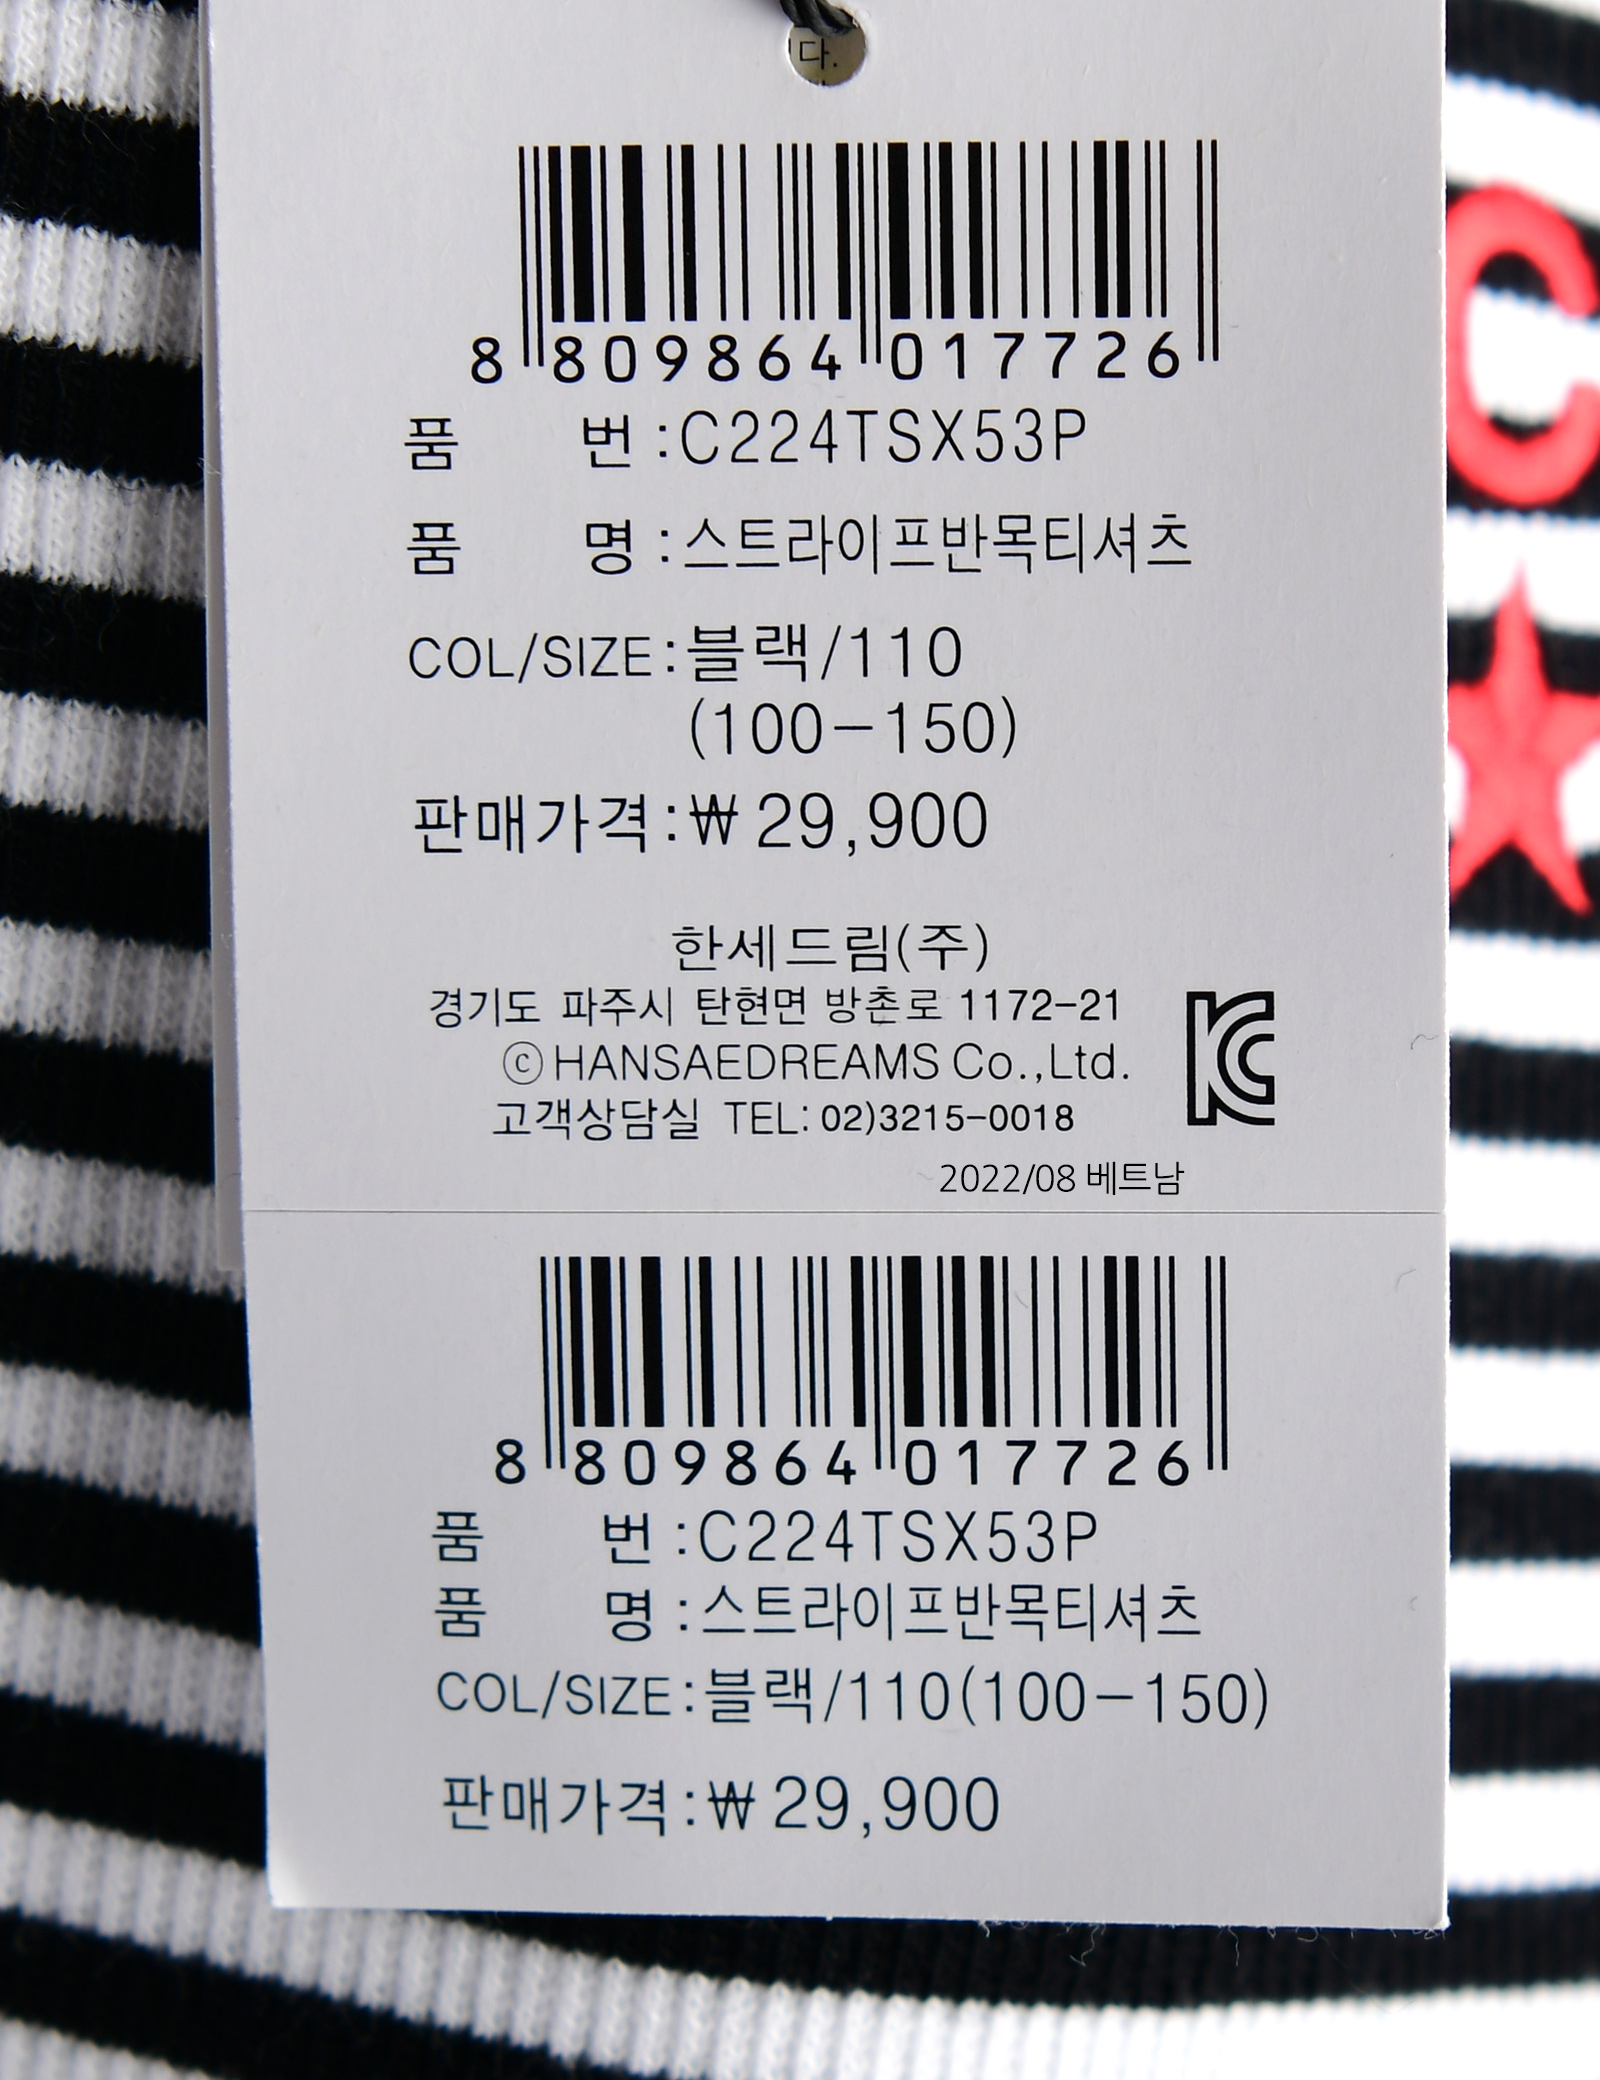 다.
8 809864 017726
품 번 :C224TSX53P
품 명 :스트라이프반목티셔츠
COL/SIZE:블랙/110
(100-150)
판매가격:₩29,900
한세드림(주)
경기도 파주시 탄현면 방촌로 1172-21
ⓒHANSAEDREAMS Co.,Ltd.
고객상담실 TEL: 02)3215-0018
2022/08 베트남
8 809864 017726
품 번 :C224TSX53P
품 명 :스트라이프반목티셔츠
COL/SIZE:블랙/110(100-150)
판매가격:₩29,900
C